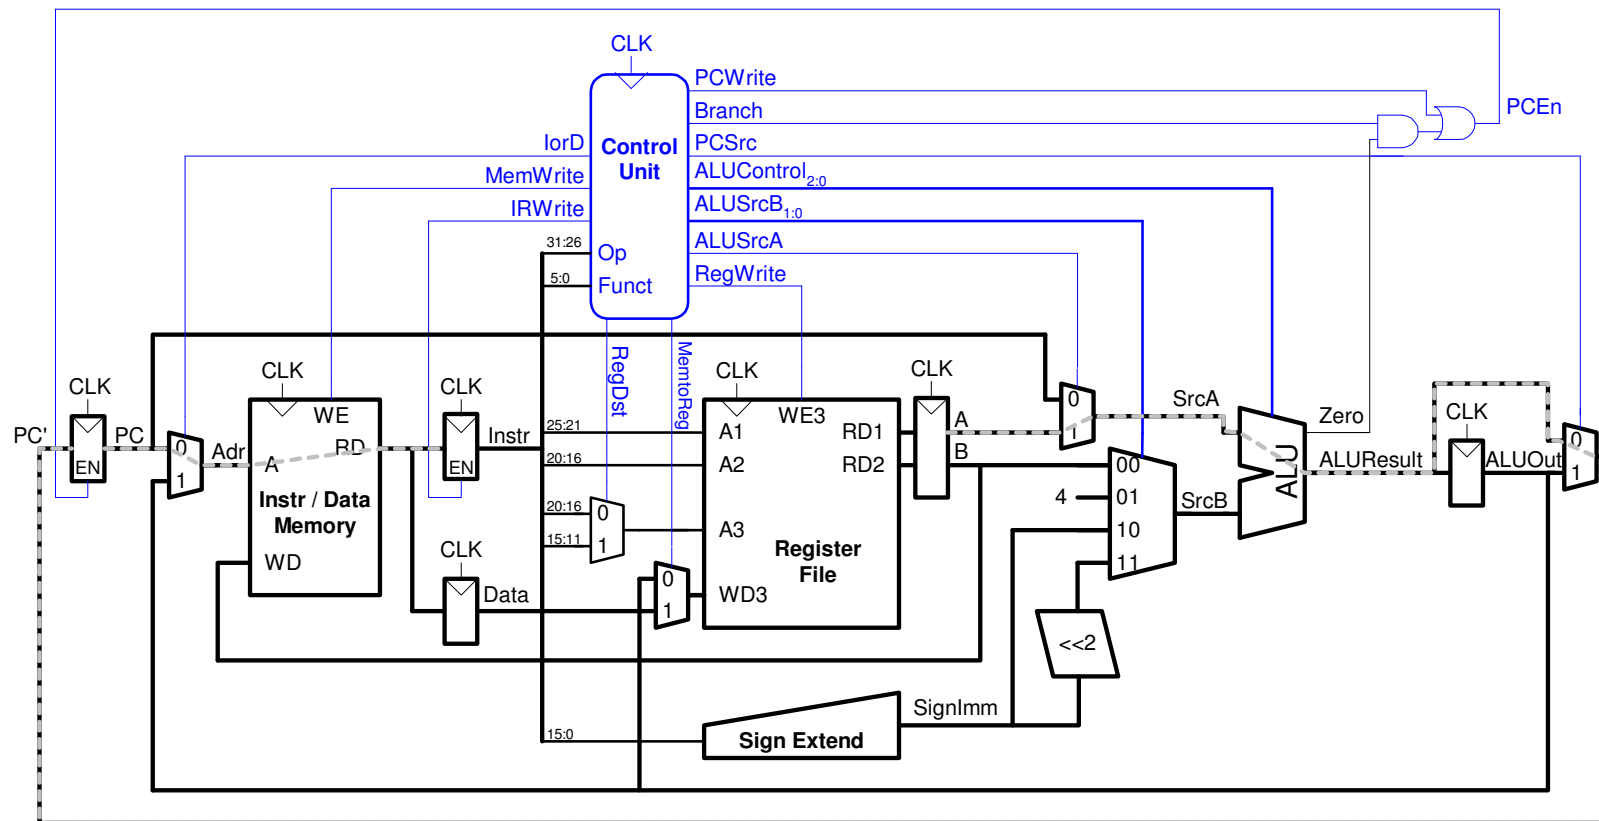 CLK
PCWrite
Branch
PCEn
IorD
Control
Unit
PCSrc
MemWrite
ALUControl2:0
IRWrite
ALUSrcB1:0
31:26
Op
ALUSrcA
5:0
Funct
RegWrite
RegDst
MemtoReg
CLK
CLK
CLK
CLK
CLK
WE
WE3
0
SrcA
Zero
CLK
PC'
PC
0
Adr
A
RD
Instr
25:21
A1
RD1
A
1
ALU
0
EN
1
EN
20:16
A2
RD2
B
00
ALUResult
ALUOut
1
Instr / Data
Memory
4
01
SrcB
20:16
0
15:11
1
A3
10
CLK
Register
File
WD
11
Data
0
1
WD3
<<2
SignImm
15:0
Sign Extend